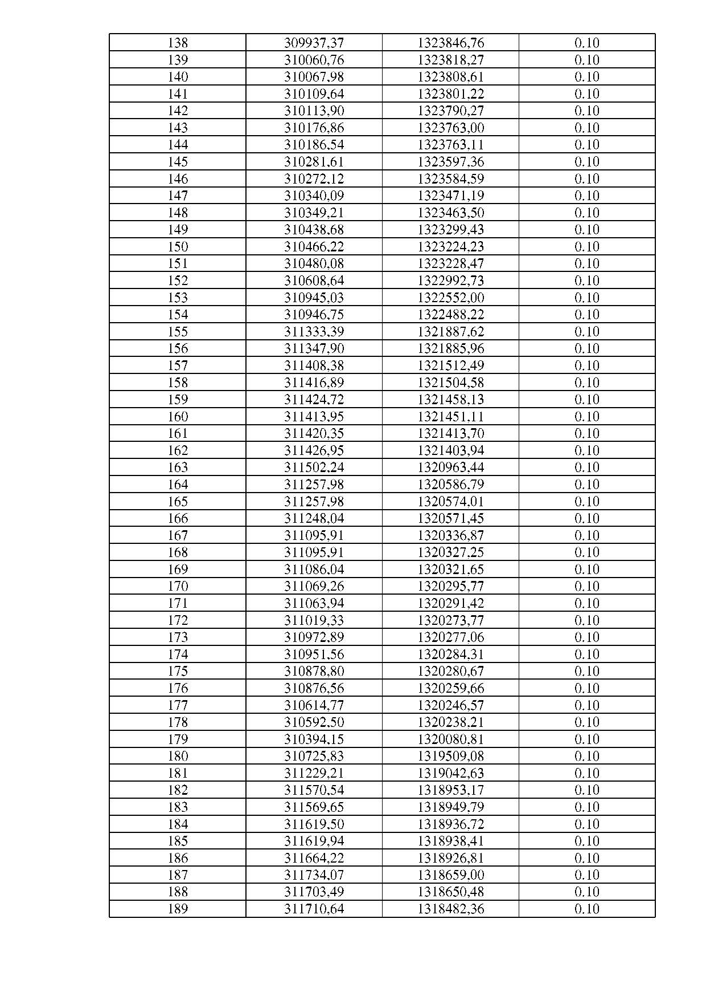 138 309937,37 1323846,76 0.10
139 310060,76 1323818,27 0.10
140 310067,98 1323808,61 0.10
141 310109,64 1323801,22 0.10
142 310113,90 1323790,27 0.10
143 310176,86 1323763,00 0.10
144 310186,54 1323763,11 0.10
145 310281,61 1323597,36 0.10
146 310272,12 1323584,59 0.10
147 310340,09 1323471,19 0.10
148 310349,21 1323463,50 0.10
149 310438,68 1323299,43 0.10
150 310466,22 1323224,23 0.10
151 310480,08 1323228,47 0.10
152 310608,64 1322992,73 0.10
153 310945,03 1322552,00 0.10
154 310946,75 1322488,22 0.10
155 311333,39 1321887,62 0.10
156 311347,90 1321885,96 0.10
157 311408,38 1321512,49 0.10
158 311416,89 1321504,58 0.10
159 311424,72 1321458,13 0.10
160 311413,95 1321451,11 0.10
161 311420,35 1321413,70 0.10
162 311426,95 1321403,94 0.10
163 311502,24 1320963,44 0.10
164 311257,98 1320586,79 0.10
165 311257,98 1320574,01 0.10
166 311248,04 1320571,45 0.10
167 311095,91 1320336,87 0.10
168 311095,91 1320327,25 0.10
169 311086,04 1320321,65 0.10
170 311069,26 1320295,77 0.10
171 311063,94 1320291,42 0.10
172 311019,33 1320273,77 0.10
173 310972,89 1320277,06 0.10
174 310951,56 1320284,31 0.10
175 310878,80 1320280,67 0.10
176 310876,56 1320259,66 0.10
177 310614,77 1320246,57 0.10
178 310592,50 1320238,21 0.10
179 310394,15 1320080,81 0.10
180 310725,83 1319509,08 0.10
181 311229,21 1319042,63 0.10
182 311570,54 1318953,17 0.10
183 311569,65 1318949,79 0.10
184 311619,50 1318936,72 0.10
185 311619,94 1318938,41 0.10
186 311664,22 1318926,81 0.10
187 311734,07 1318659,00 0.10
188 311703,49 1318650,48 0.10
189 311710,64 1318482,36 0.10